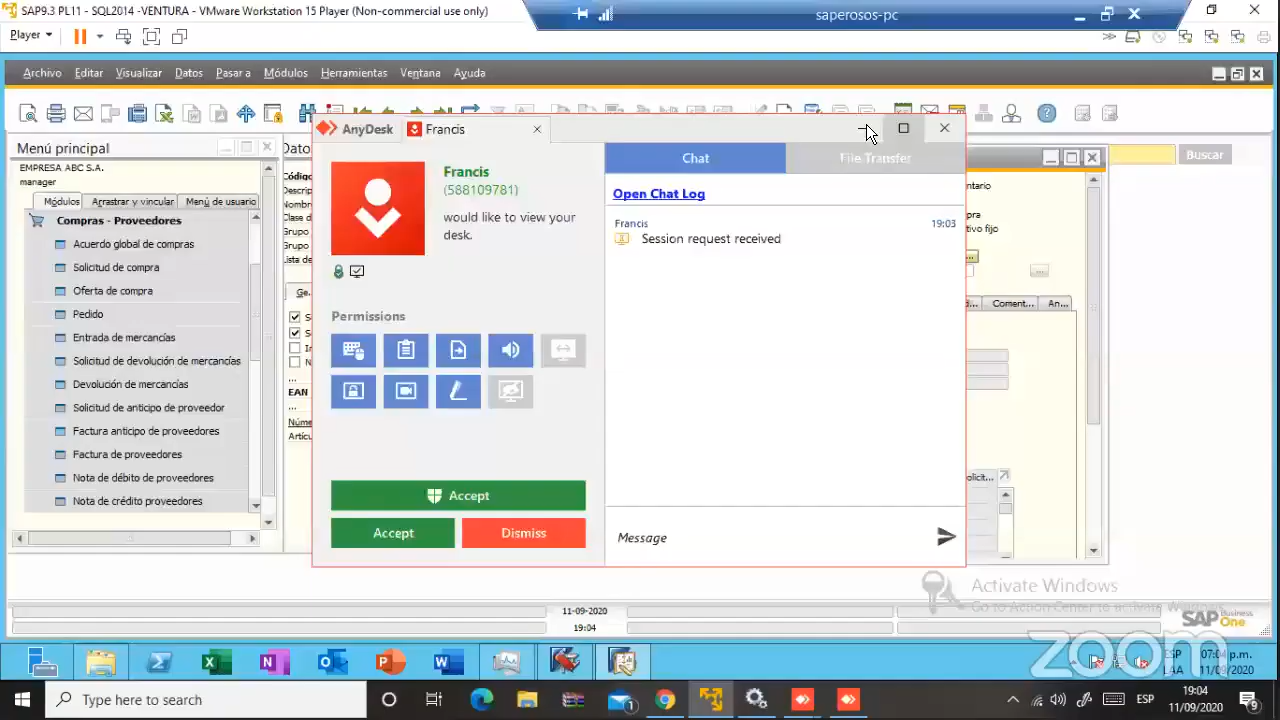 SAP9.3 PL11 - SQL2014 -VENTURA - VMware Workstation 15 Player (Non-commercial use only)
saperosos-pc
Player
Archivo Editar Visualizar Datos Pasar a Módulos Herramientas Ventana Ayuda
Menú principal
EMPRESA ABC S.A.
manager
Módulos Arrastrar y vincular Menú de usuario
Compras - Proveedores
Acuerdo global de compras
Solicitud de compra
Oferta de compra
Pedido
Entrada de mercancías
Solicitud de devolución de mercancías
Devolución de mercancías
Solicitud de anticipo de proveedor
Factura anticipo de proveedores
Factura de proveedores
Nota de débito de proveedores
Nota de crédito proveedores
EAN
AnyDesk
Francis
Francis
(588109781)
would like to view your
desk.
Permissions
Accept
Accept Dismiss
Chat File Transfer
Open Chat Log
Francis 19:03
Session request received
Message
Buscar
Coment... An...
11-09-2020
19:04
Activate Windows
Go to Action Center to activate Windows.
SAP Business One
zoom
ESP
LAA
07:04 p.m.
11/09/2020
Type here to search
ESP
19:04
11/09/2020